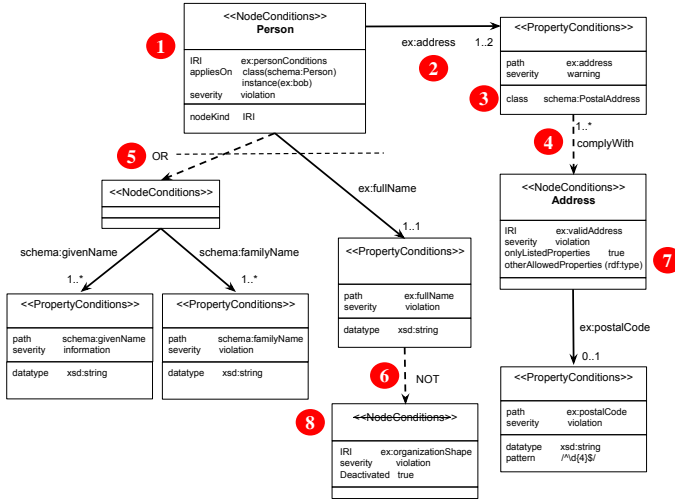 <<NodeConditions>>
Person
IRI ex:personConditions
appliesOn class(schema:Person)
instance(ex:bob)
severity violation
nodeKind IRI
1
ex:address 1..2
2
<<PropertyConditions>>
path ex:address
severity warning
class schema:PostalAddress
3
1..*
4
complyWith
5
OR
<<NodeConditions>>
ex:fullName
1..1
<<NodeConditions>>
Address
IRI ex:validAddress
severity violation
onlyListedProperties true
otherAllowedProperties (rdf:type)
7
schema:givenName
1..*
schema:familyName
1..*
<<PropertyConditions>>
path schema:givenName
severity information
datatype xsd:string
<<PropertyConditions>>
path schema:familyName
severity violation
datatype xsd:string
<<PropertyConditions>>
path ex:fullName
severity violation
datatype xsd:string
6
NOT
ex:postalCode
0..1
<<PropertyConditions>>
path ex:postalCode
severity violation
datatype xsd:string
pattern /^\d{4}$/
8
<<NodeConditions>>
IRI ex:organizationShape
severity violation
Deactivated true